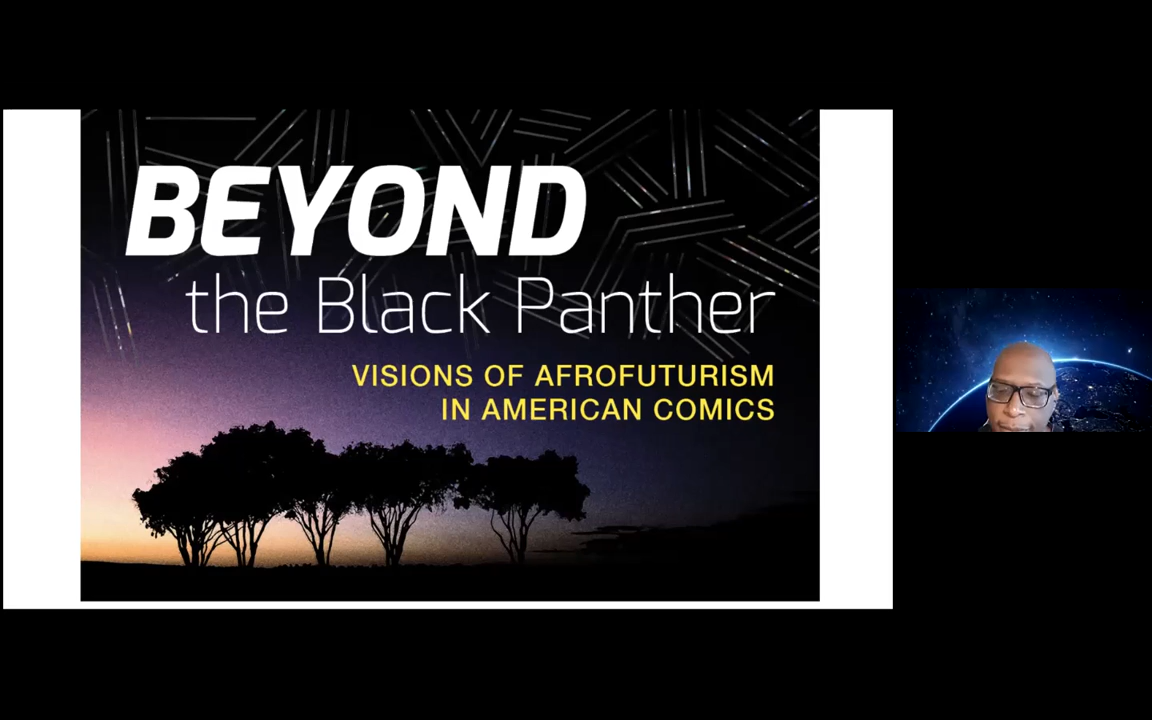 BEYOND
the Black Panther
VISIONS OF AFROFUTURISM
IN AMERICAN COMICS